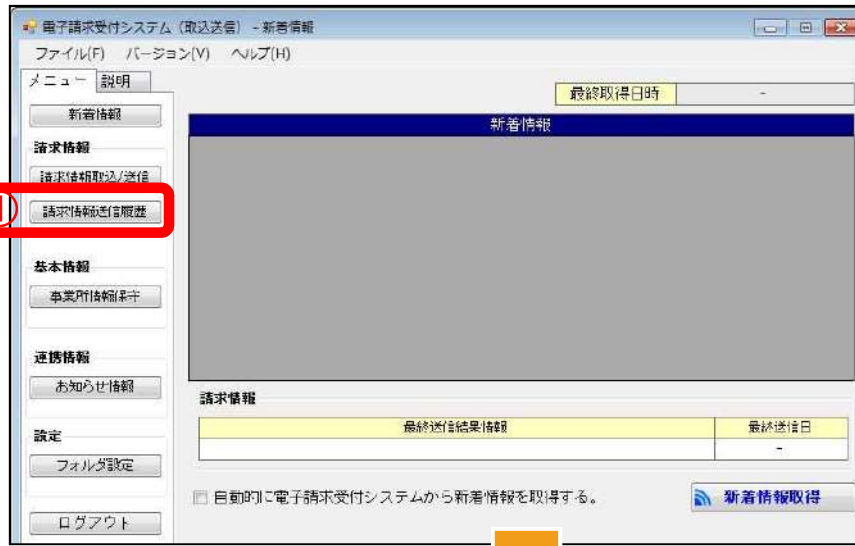 電子請求受付システム（取込送信） - 新着情報
ファイル(F) バージョン(V) ヘルプ(H)
メニュー 説明
最終取得日時 -
新着情報
新着情報
請求情報
請求情報取込/送信
①
請求情報送信履歴
基本情報
事業所情報保守
連携情報
お知らせ情報
請求情報
最終送信結果情報 最終送信日
-
設定
フォルダ設定
自動的に電子請求受付システムから新着情報を取得する。
新着情報取得
ログアウト